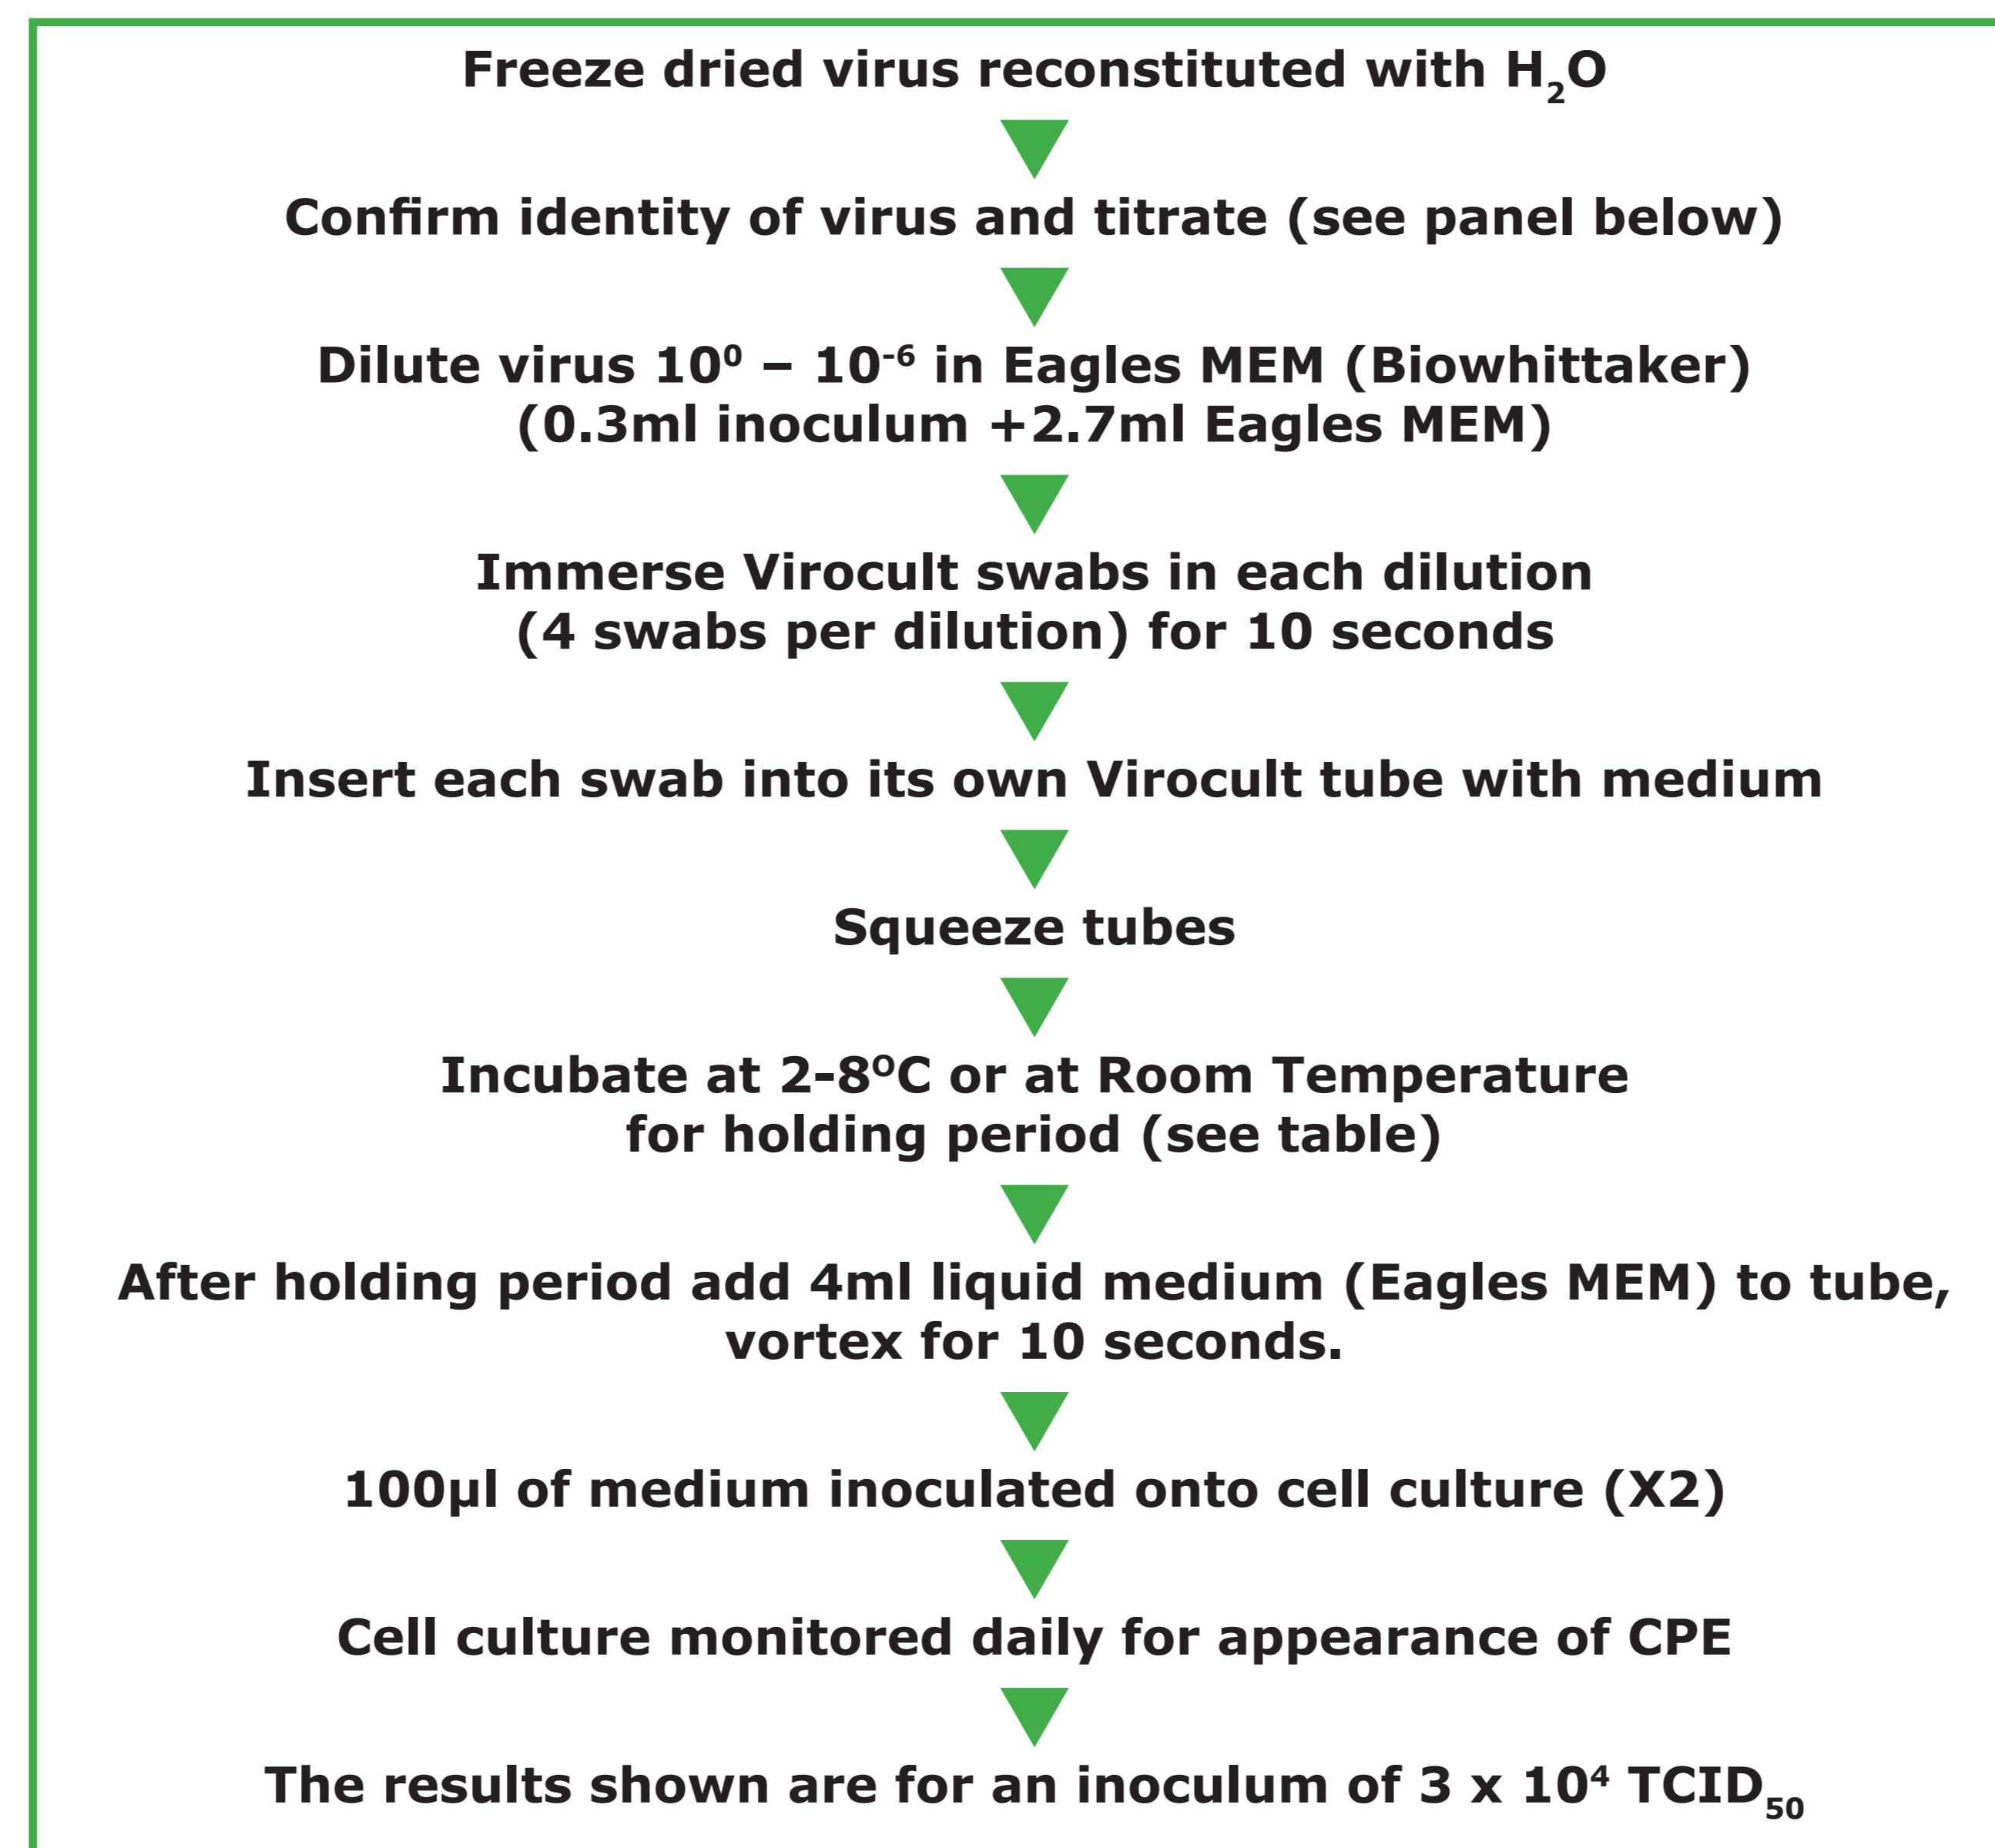 Freeze dried virus reconstituted with H₂O
Confirm identity of virus and titrate (see panel below)
Dilute virus 10⁰ – 10⁻⁶ in Eagles MEM (Biowhittaker)
(0.3ml inoculum +2.7ml Eagles MEM)
Immerse Virocult swabs in each dilution
(4 swabs per dilution) for 10 seconds
Insert each swab into its own Virocult tube with medium
Squeeze tubes
Incubate at 2-8ᴼC or at Room Temperature
for holding period (see table)
After holding period add 4ml liquid medium (Eagles MEM) to tube,
vortex for 10 seconds.
100µl of medium inoculated onto cell culture (X2)
Cell culture monitored daily for appearance of CPE
The results shown are for an inoculum of 3 x 10⁴ TCID₅₀